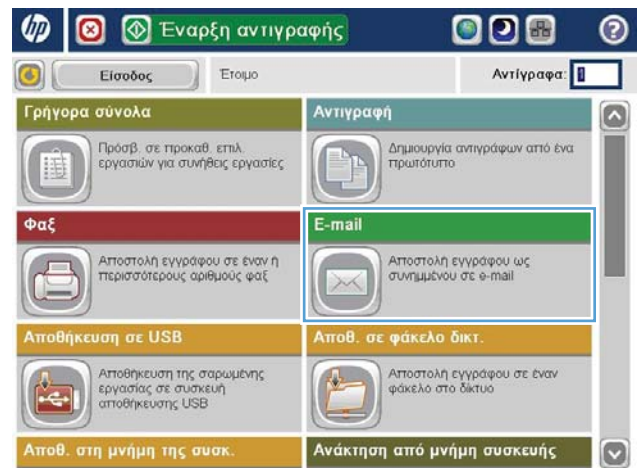 hp
Έναρξη αντιγραφής
?
Είσοδος
Έτοιμο
Αντίγραφα: 1
Γρήγορα σύνολα
Πρόσβ. σε προκαθ. επιλ.
εργασιών για συνήθεις εργασίες
Αντιγραφή
Δημιουργία αντιγράφων από ένα
πρωτότυπο
Φαξ
Αποστολή εγγράφου σε έναν ή
περισσότερους αριθμούς φαξ
E-mail
Αποστολή εγγράφου ως
συνημμένου σε e-mail
Αποθήκευση σε USB
Αποθήκευση της σαρωμένης
εργασίας σε συσκευή
αποθήκευσης USB
Αποθ. σε φάκελο δικτ.
Αποστολή εγγράφου σε έναν
φάκελο στο δίκτυο
Αποθ. στη μνήμη της συσκ.
Ανάκτηση από μνήμη συσκευής